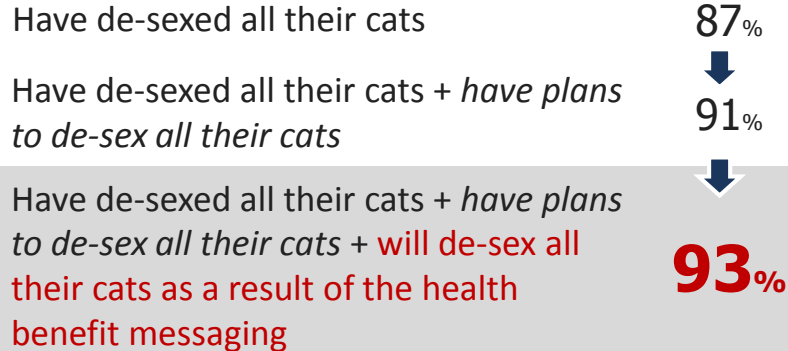 Have de-sexed all their cats 87%
Have de-sexed all their cats + have plans
to de-sex all their cats 91%
Have de-sexed all their cats + have plans
to de-sex all their cats + will de-sex all
their cats as a result of the health 93%
benefit messaging